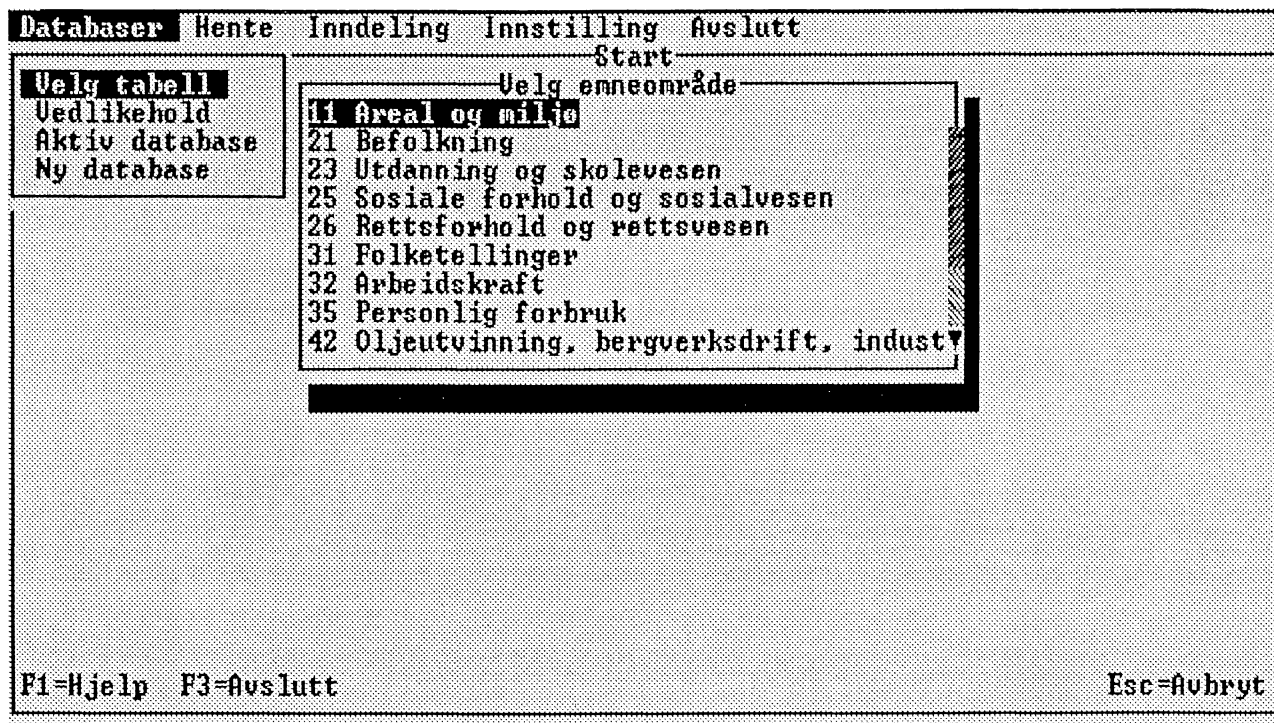 Databaser Hente Inndeling Innstilling Avslutt
Start
Velg tabell
Vedlikehold
Aktiv database
Ny database
Velg emneområde
11 Areal og miljø
21 Befolkning
23 Utdanning og skolevesen
25 Sosiale forhold og sosialvesen
26 Rettsforhold og rettsvesen
31 Folketellinger
32 Arbeidskraft
35 Personlig forbruk
42 Oljeutvinning, bergverksdrift, indust
F1=Hjelp F3=Avslutt Esc=Avbryt